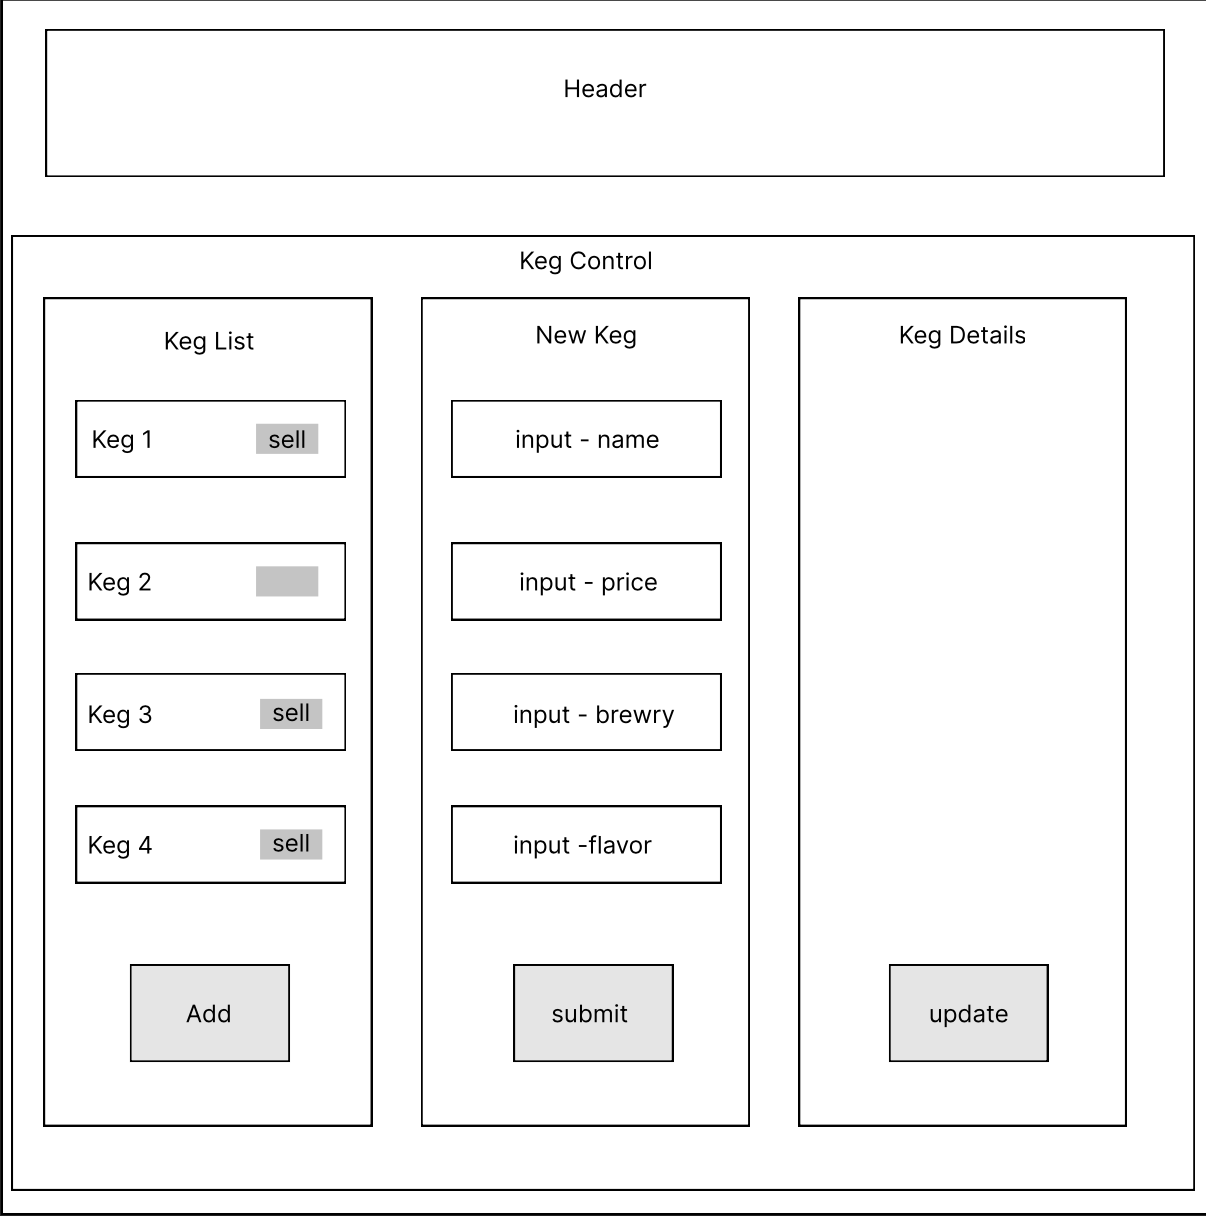 Header
Keg Control
Keg List
Keg 1 sell
Keg 2
Keg 3 sell
Keg 4 sell
Add
New Keg
input - name
input - price
input - brewry
input -flavor
submit
Keg Details
update